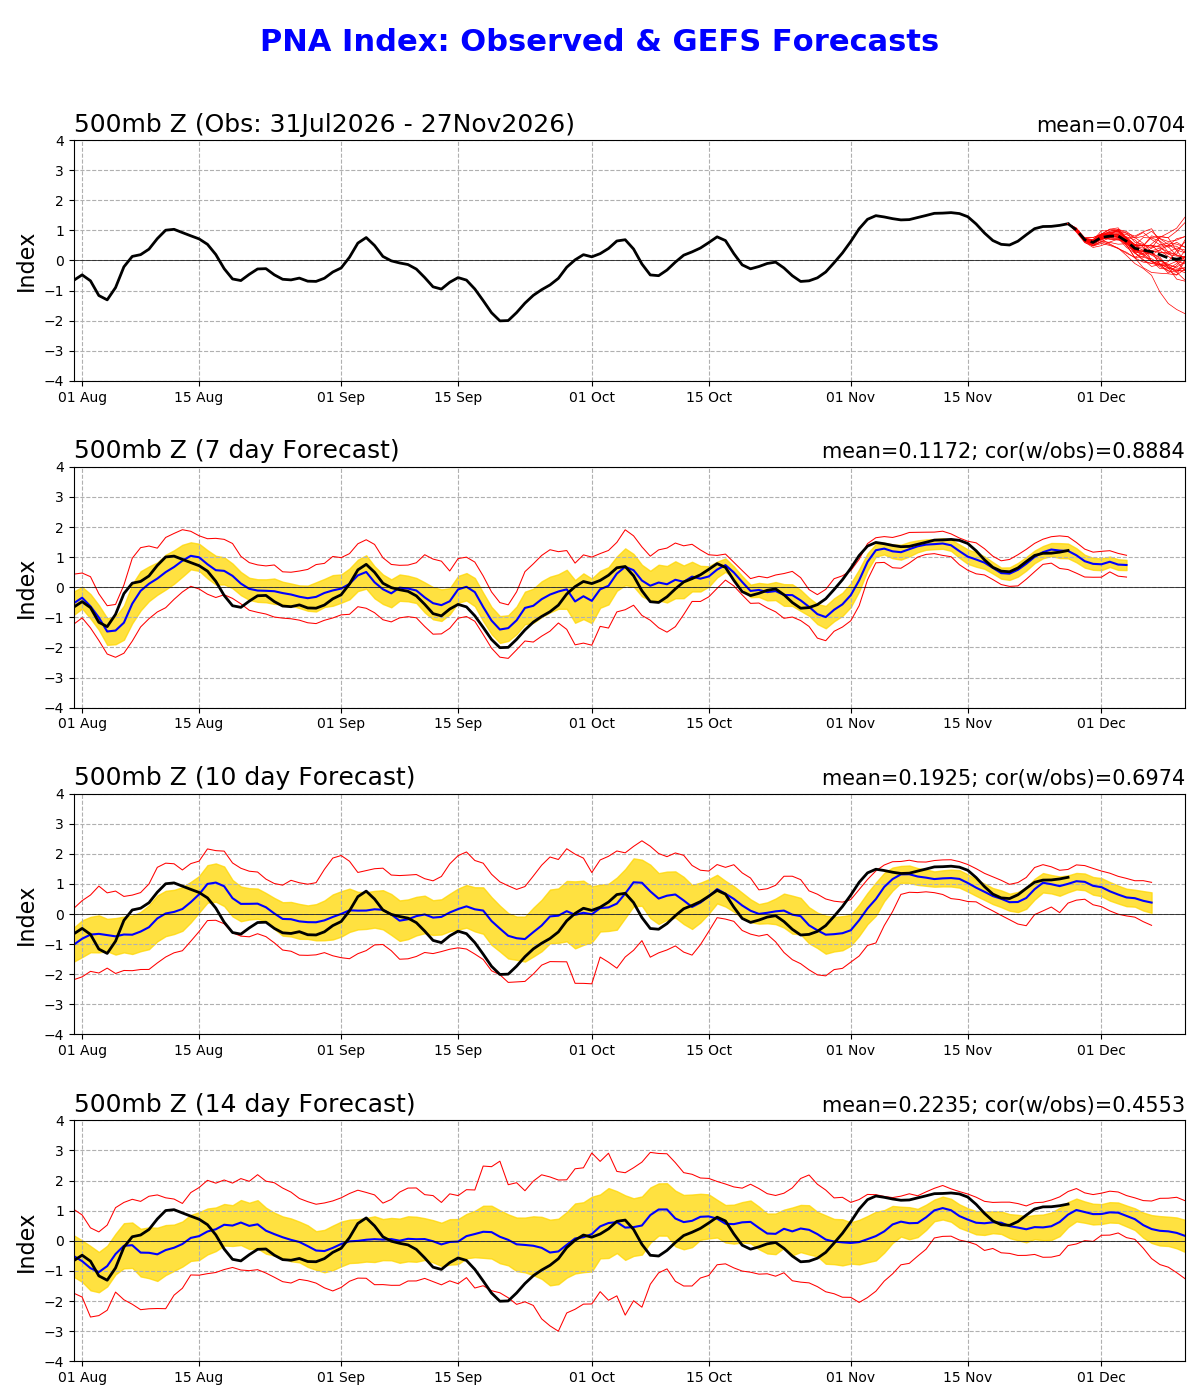 PNA Index: Observed & GEFS Forecasts
500mb Z (Obs: 31Jul2026 - 27Nov2026) mean=0.0704
4
3
2
1
0
−1
−2
−3
−4
Index
01 Aug 15 Aug 01 Sep 15 Sep 01 Oct 15 Oct 01 Nov 15 Nov 01 Dec
500mb Z (7 day Forecast) mean=0.1172; cor(w/obs)=0.8884
4
3
2
1
0
−1
−2
−3
−4
Index
01 Aug 15 Aug 01 Sep 15 Sep 01 Oct 15 Oct 01 Nov 15 Nov 01 Dec
500mb Z (10 day Forecast) mean=0.1925; cor(w/obs)=0.6974
4
3
2
1
0
−1
−2
−3
−4
Index
01 Aug 15 Aug 01 Sep 15 Sep 01 Oct 15 Oct 01 Nov 15 Nov 01 Dec
500mb Z (14 day Forecast) mean=0.2235; cor(w/obs)=0.4553
4
3
2
1
0
−1
−2
−3
−4
Index
01 Aug 15 Aug 01 Sep 15 Sep 01 Oct 15 Oct 01 Nov 15 Nov 01 Dec